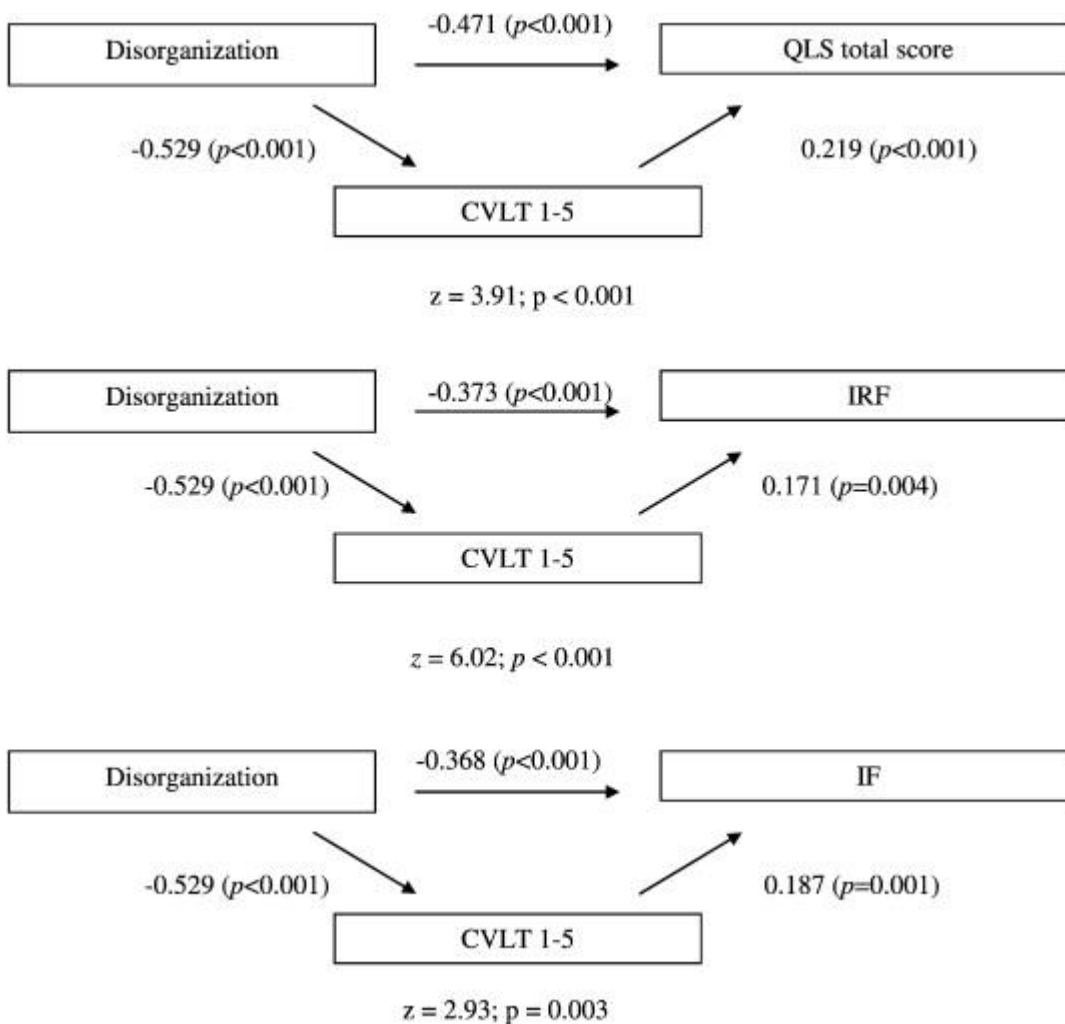 -0.471 (p<0.001)
Disorganization
QLS total score
-0.529 (p<0.001)
0.219 (p<0.001)
CVLT 1-5
z = 3.91; p < 0.001
Disorganization
-0.373 (p<0.001)
IRF
-0.529 (p<0.001)
0.171 (p=0.004)
CVLT 1-5
z = 6.02; p < 0.001
Disorganization
-0.368 (p<0.001)
IF
-0.529 (p<0.001)
0.187 (p=0.001)
CVLT 1-5
z = 2.93; p = 0.003